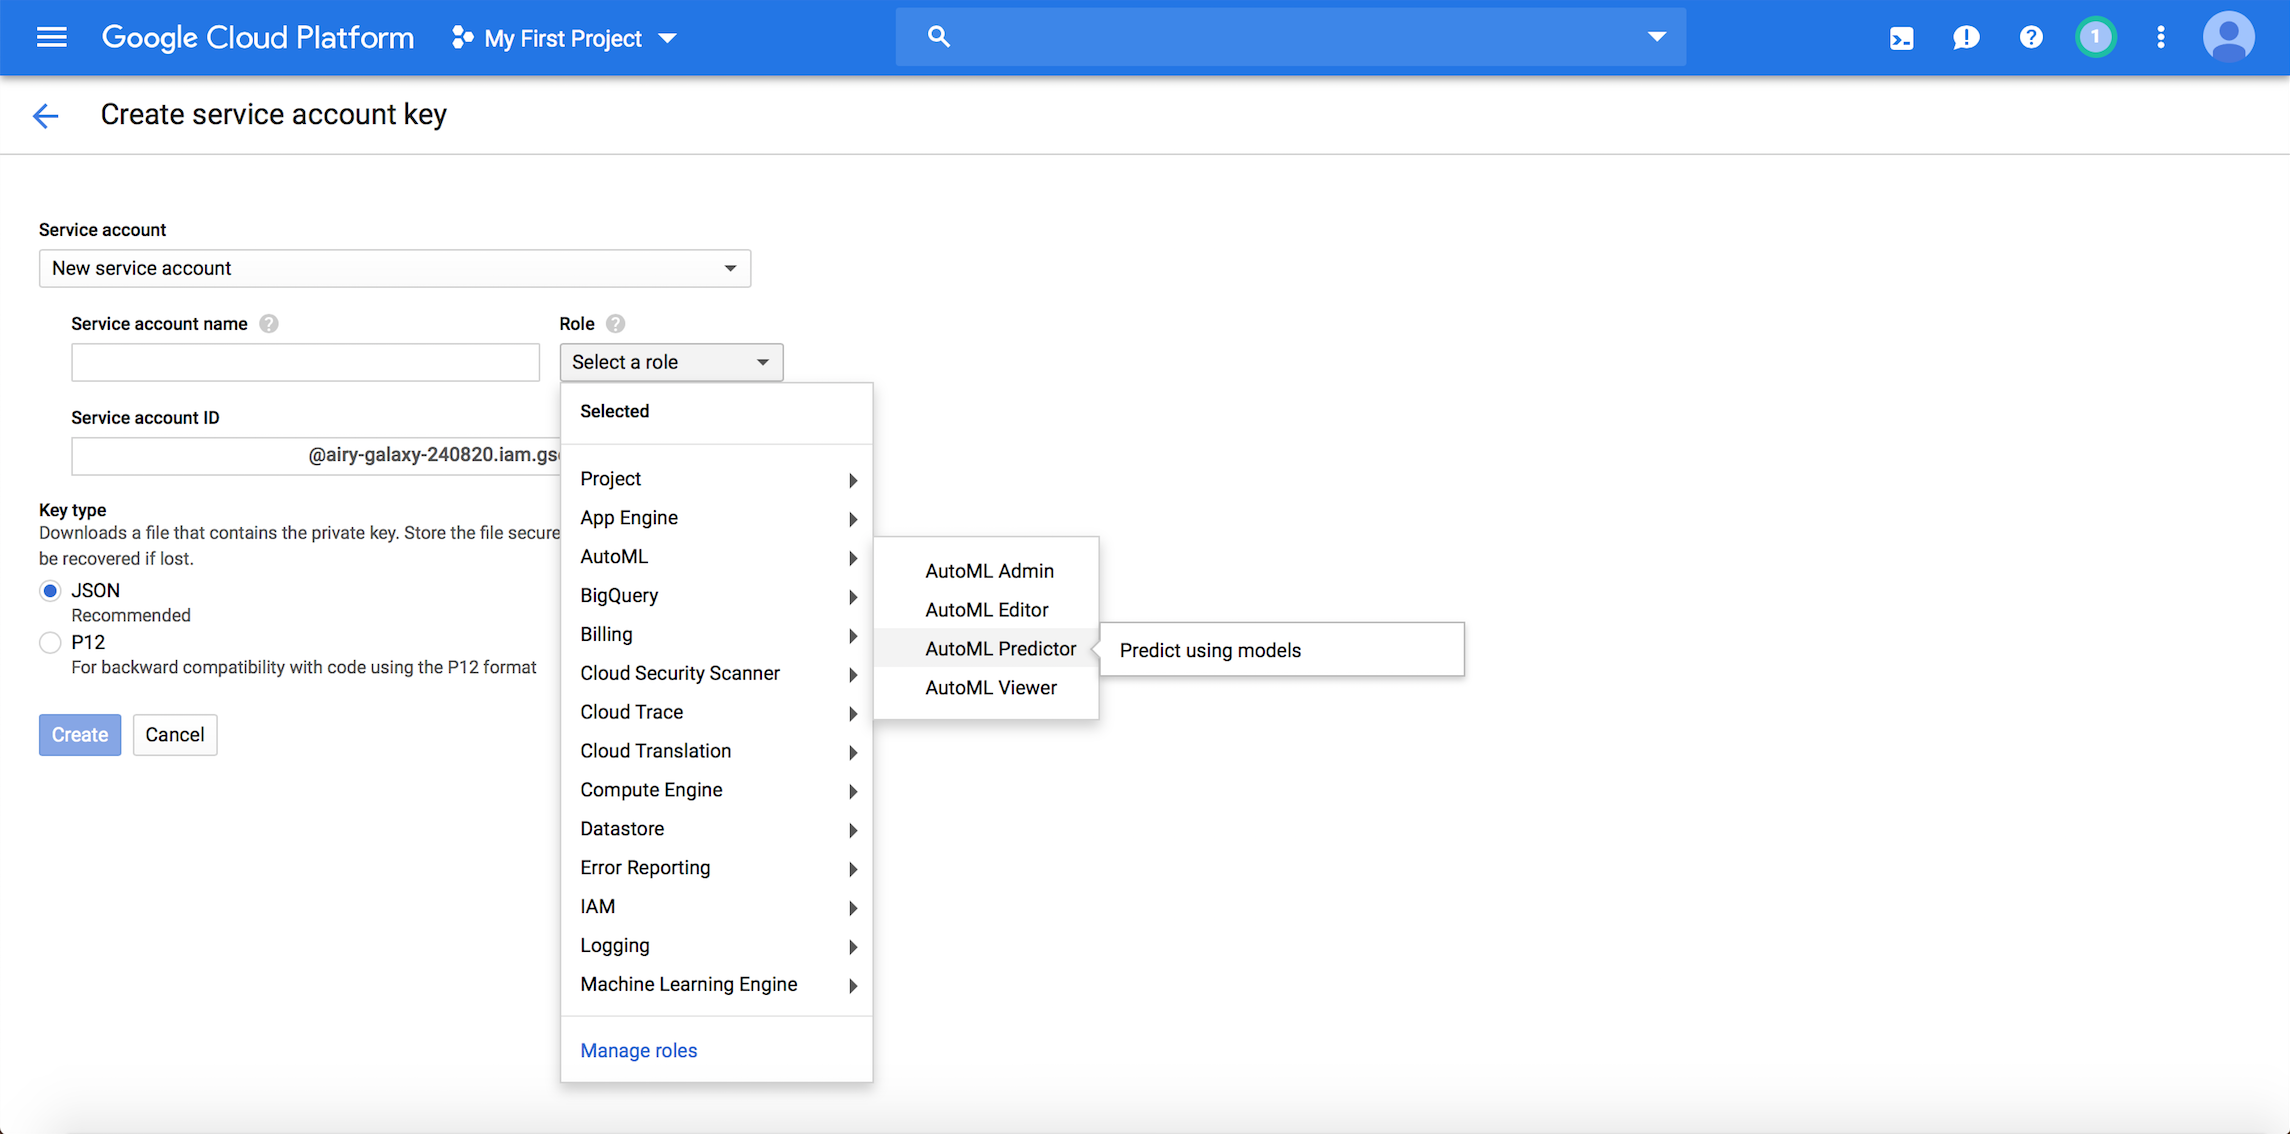 Google Cloud Platform
My First Project
1
Create service account key
Service account
New service account
Service account name
Role
Select a role
Selected
Service account ID
@airy-galaxy-240820.iam.gs
Key type
Downloads a file that contains the private key. Store the file secure
be recovered if lost.
JSON
Recommended
P12
For backward compatibility with code using the P12 format
Create
Cancel
Project
App Engine
AutoML
BigQuery
Billing
Cloud Security Scanner
Cloud Trace
Cloud Translation
Compute Engine
Datastore
Error Reporting
IAM
Logging
Machine Learning Engine
Manage roles
AutoML Admin
AutoML Editor
AutoML Predictor
AutoML Viewer
Predict using models